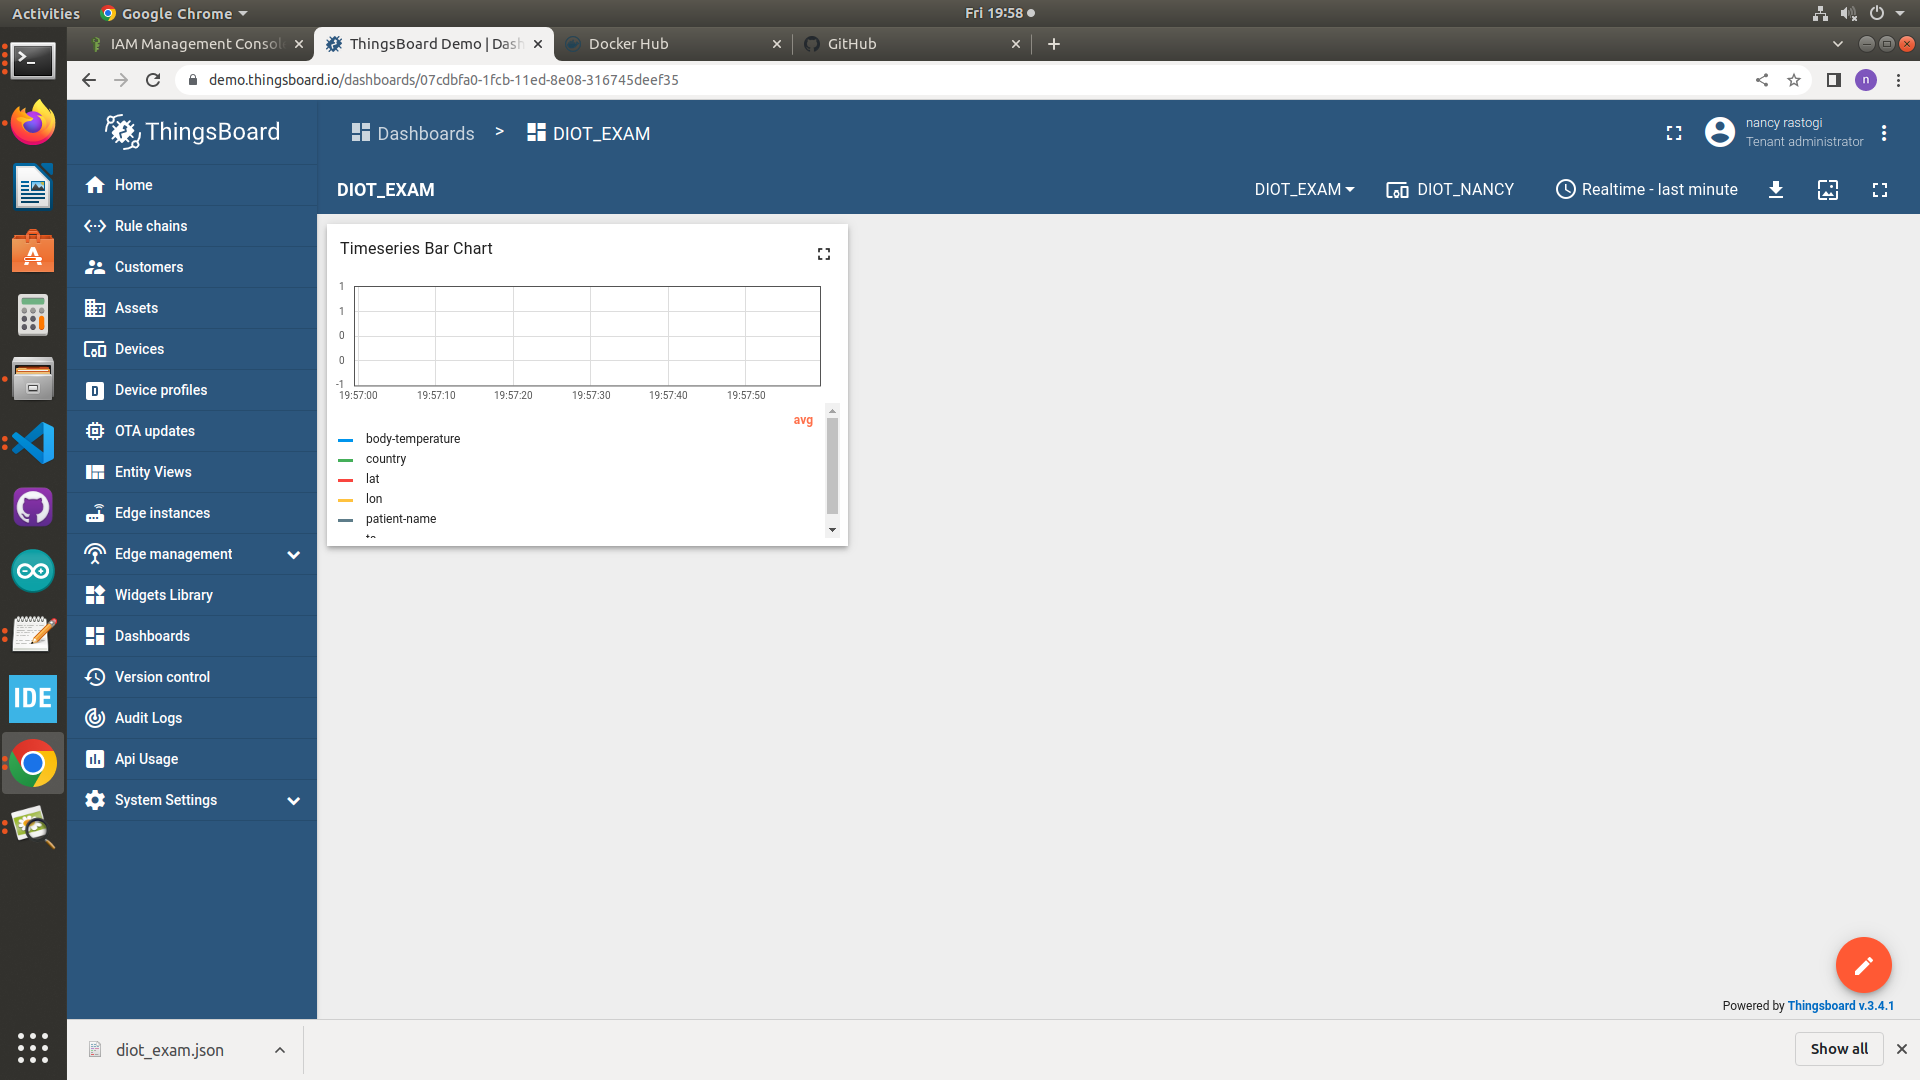 Activities
Google Chrome
Fri 19:58
IAM Management Consol
ThingsBoard Demo | Dash
Docker Hub
GitHub
demo.thingsboard.io/dashboards/07cdbfa0-1fcb-11ed-8e08-316745deef35
n
ThingsBoard
Dashboards > DIOT_EXAM
nancy rastogi
Tenant administrator
DIOT_EXAM
DIOT_EXAM
DIOT_NANCY
Realtime - last minute
Home
Rule chains
Customers
Assets
Devices
Device profiles
OTA updates
Entity Views
Edge instances
Edge management
Widgets Library
Dashboards
Version control
Audit Logs
Api Usage
System Settings
Timeseries Bar Chart
1
1
0
0
-1
19:57:00 19:57:10 19:57:20 19:57:30 19:57:40 19:57:50
avg
body-temperature
country
lat
lon
patient-name
IDE
Powered by Thingsboard v.3.4.1
diot_exam.json
Show all